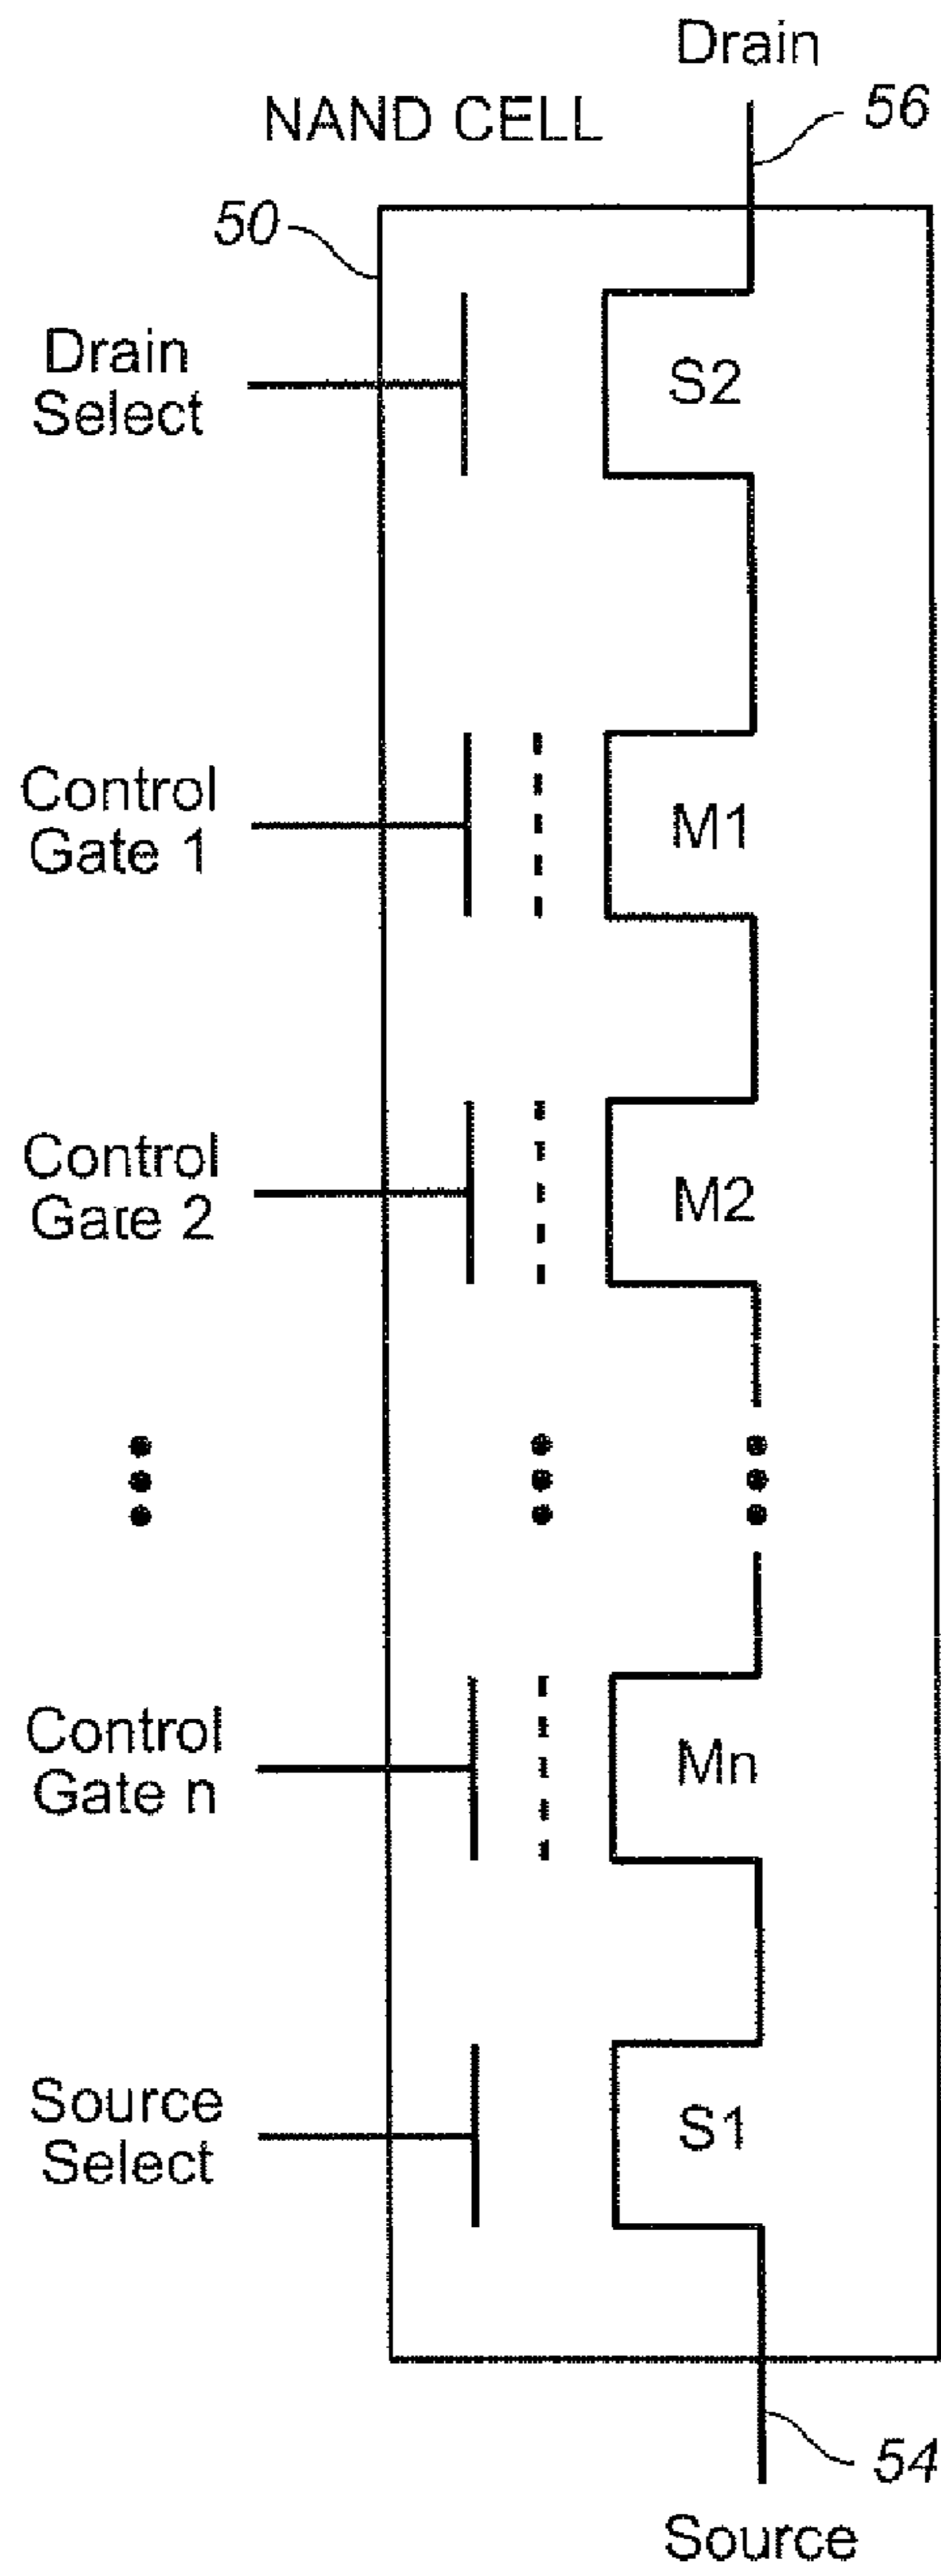 Drain
56
NAND CELL
50
Drain
Select
S2
Control
Gate 1
M1
Control
Gate 2
M2
Control
Gate n
Mn
Source
Select
S1
54
Source